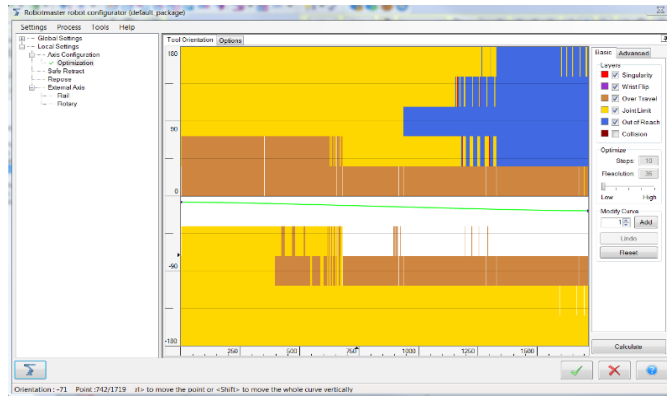 Robotmaster robot configurator (default package)
Settings Process Tools Help
Global Settings
Local Settings
Axis Configuration
Optimization
Safe Retract
Repose
External Axis
Rail
Rotary
Tool Orientation Options
180
90
0
-90
-180
250 500 750 1000 1250 1500
Basic Advanced
Layers
Singularity
Wrist Flip
Over Travel
Joint Limit
Out of Reach
Collision
Optimize
Steps: 10
Resolution 36
Low High
Modify Curve
1 Add
Undo
Reset
Calculate
Orientation : -71 Point :742/1719 rl> to move the point or <Shift> to move the whole curve vertically